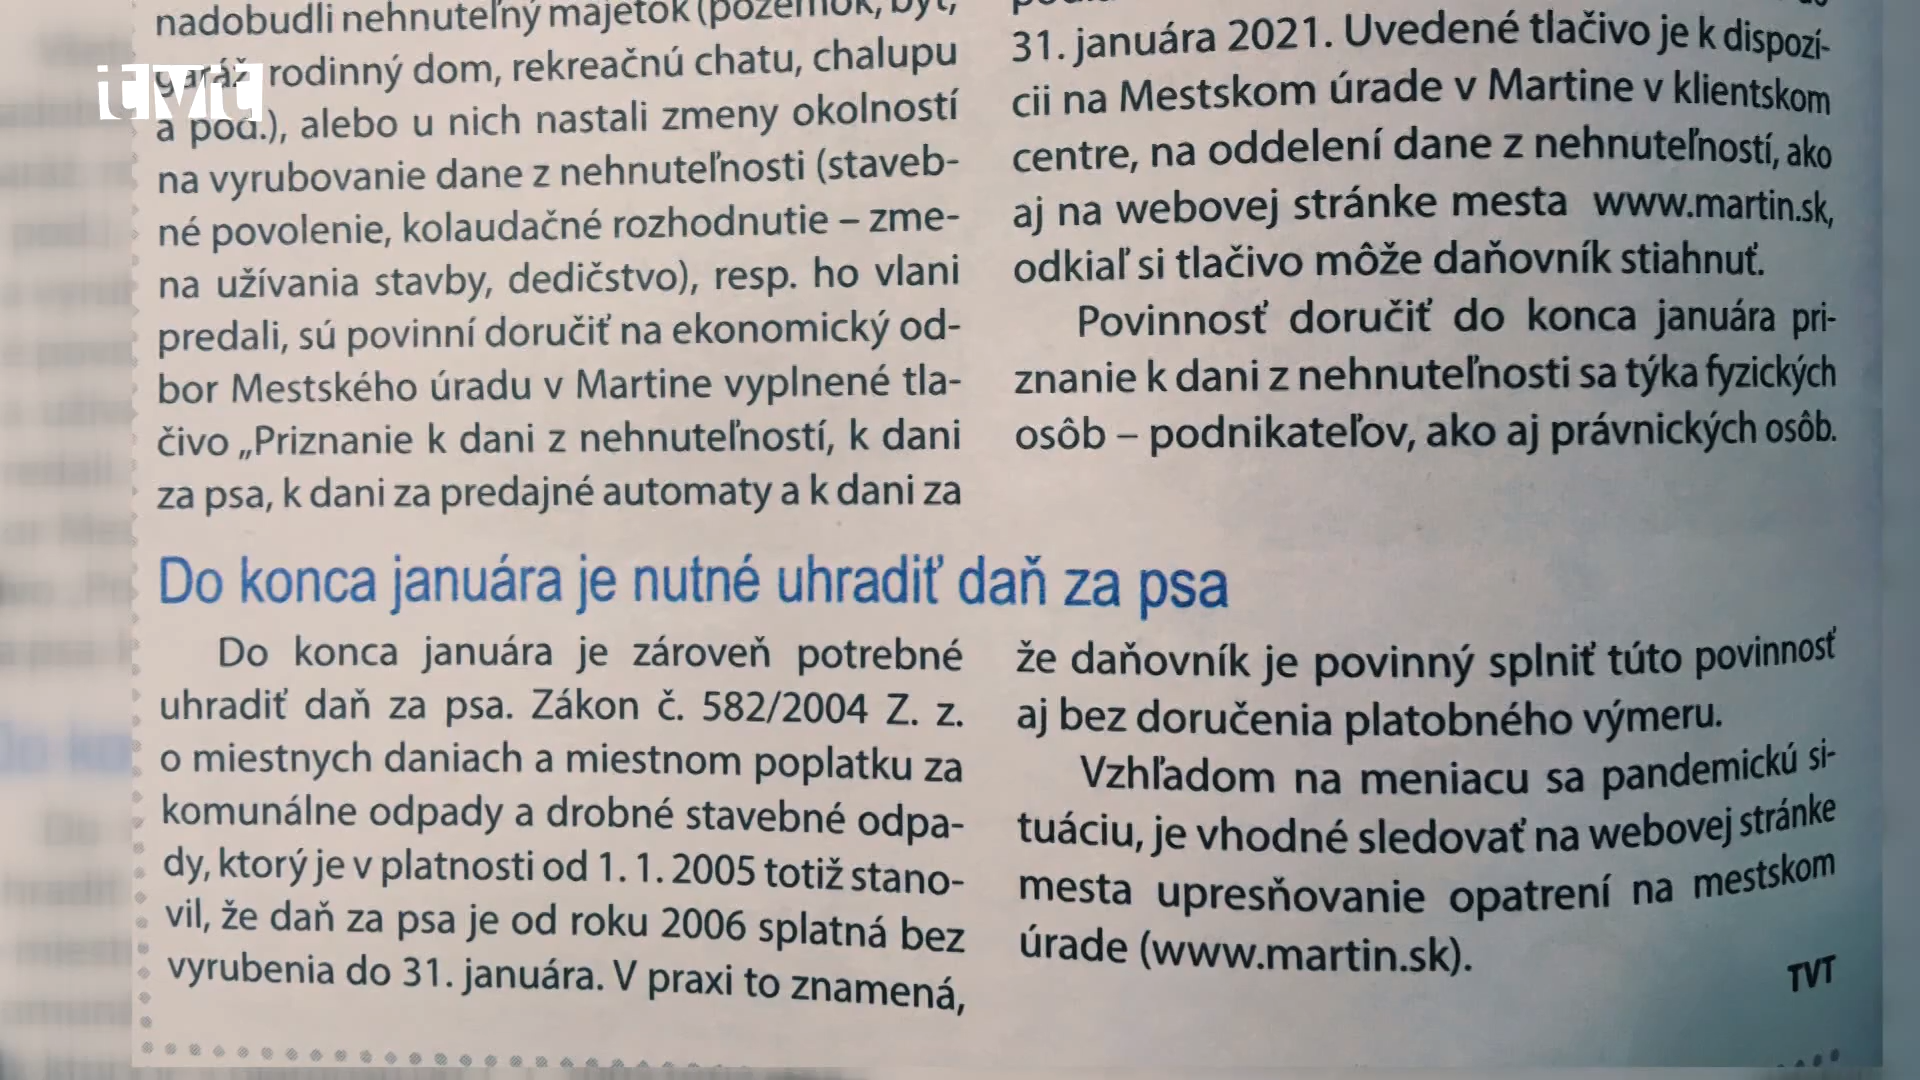 tvt
nadobudli nehnuteľný majetok (pozemok, byt,
garáž, rodinný dom, rekreačnú chatu, chalupu
a pod.), alebo u nich nastali zmeny okolností
na vyrubovanie dane z nehnuteľnosti (staveb-
né povolenie, kolaudačné rozhodnutie – zme-
na užívania stavby, dedičstvo), resp. ho vlani
predali, sú povinní doručiť na ekonomický od-
bor Mestského úradu v Martine vyplnené tla-
čivo „Priznanie k dani z nehnuteľností, k dani
za psa, k dani za predajné automaty a k dani za
31. januára 2021. Uvedené tlačivo je k dispozí-
cii na Mestskom úrade v Martine v klientskom
centre, na oddelení dane z nehnuteľností, ako
aj na webovej stránke mesta www.martin.sk,
odkiaľ si tlačivo môže daňovník stiahnuť.
Povinnosť doručiť do konca januára pri-
znanie k dani z nehnuteľnosti sa týka fyzických
osôb – podnikateľov, ako aj právnických osôb.
Do konca januára je nutné uhradiť daň za psa
Do konca januára je zároveň potrebné
uhradiť daň za psa. Zákon č. 582/2004 Z. z.
o miestnych daniach a miestnom poplatku za
komunálne odpady a drobné stavebné odpa-
dy, ktorý je v platnosti od 1. 1. 2005 totiž stano-
vil, že daň za psa je od roku 2006 splatná bez
vyrubenia do 31. januára. V praxi to znamená,
že daňovník je povinný splniť túto povinnosť
aj bez doručenia platobného výmeru.
Vzhľadom na meniacu sa pandemickú si-
tuáciu, je vhodné sledovať na webovej stránke
mesta upresňovanie opatrení na mestskom
úrade (www.martin.sk).
TVT